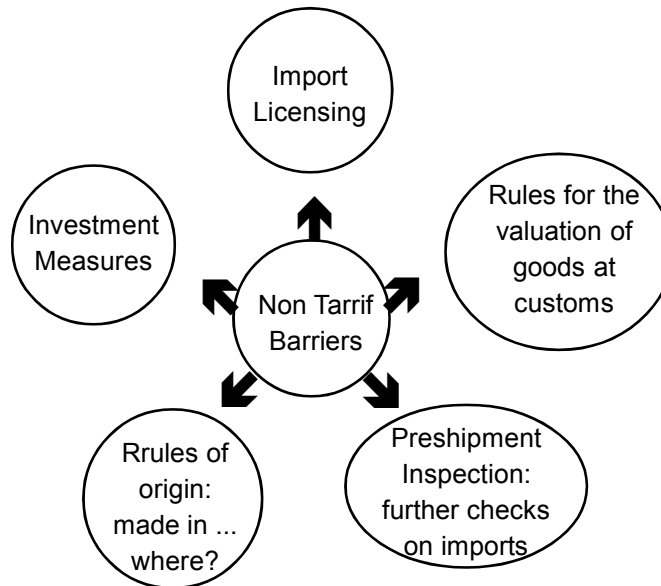 Import
Licensing
Investment
Measures
Rules for the
valuation of
goods at
customs
Non Tarrif
Barriers
Rrules of
origin:
made in ...
where?
Preshipment
Inspection:
further checks
on imports